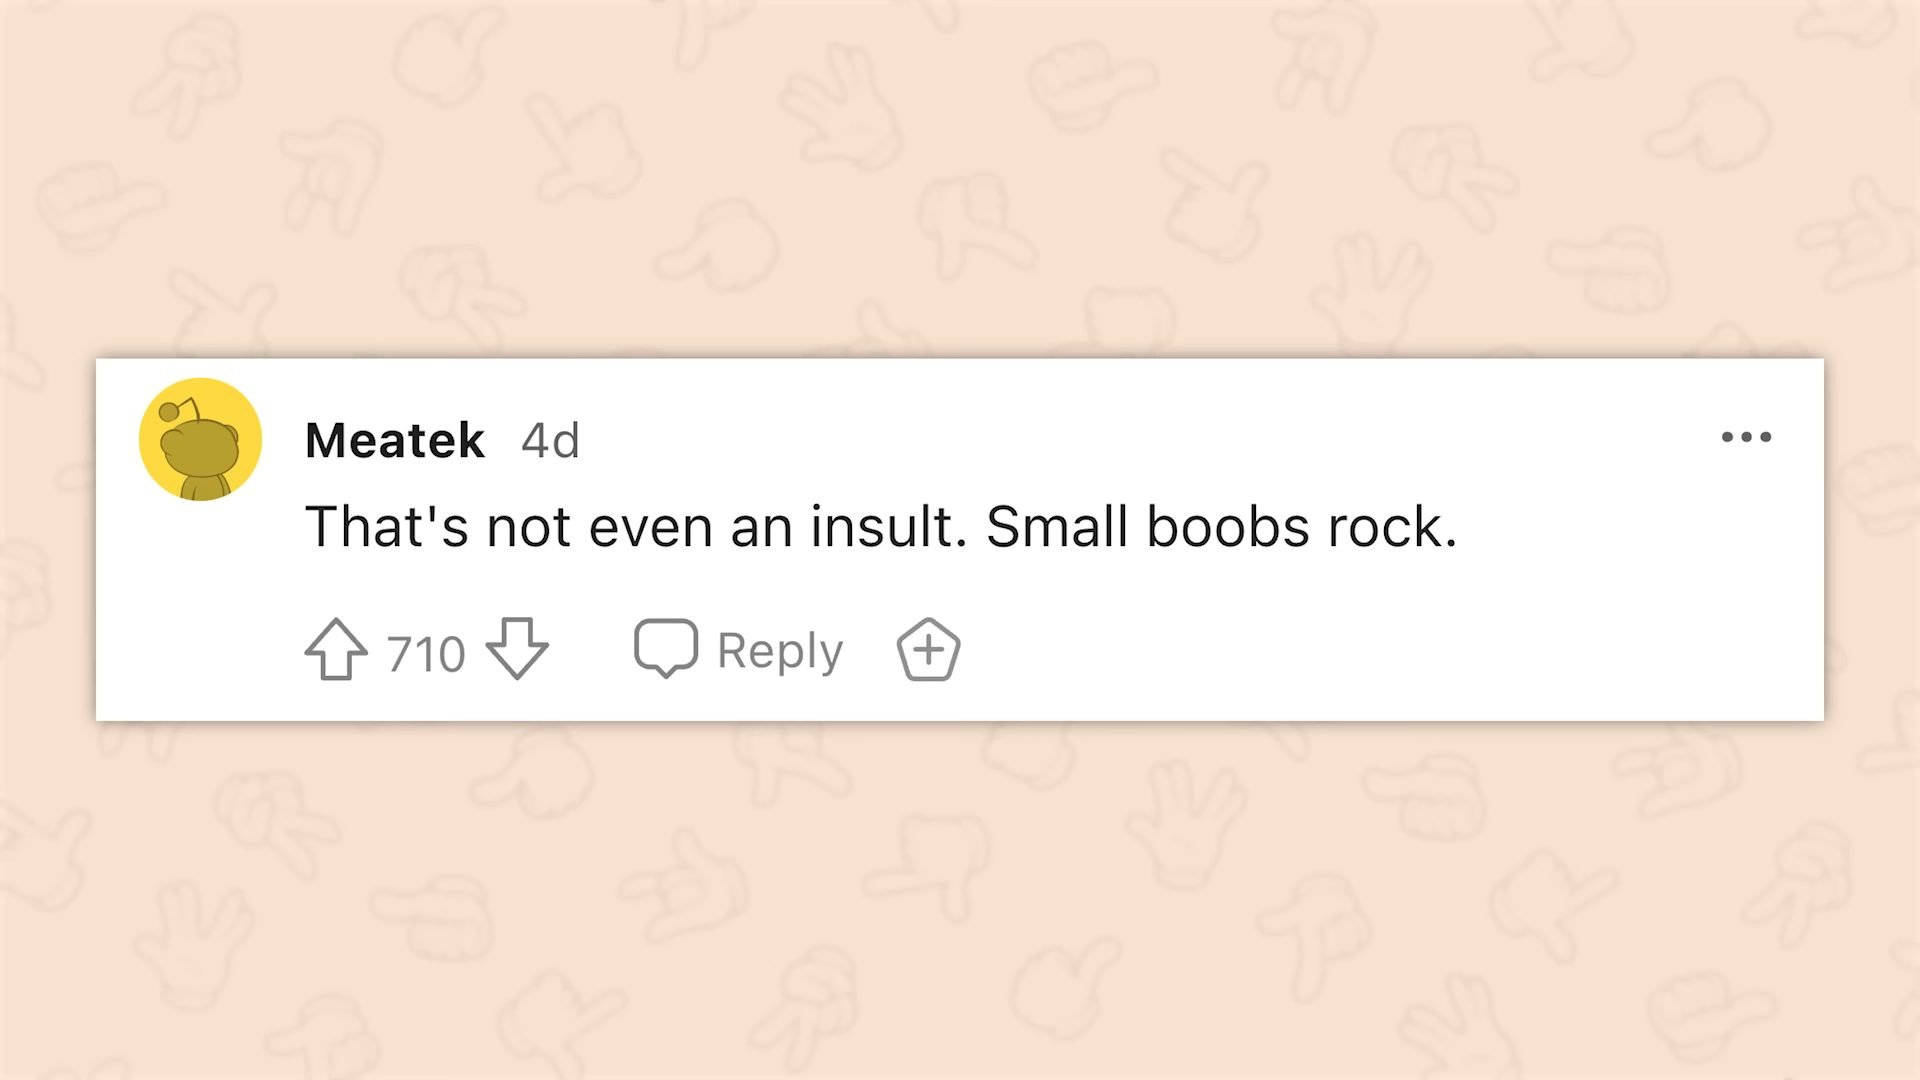 Meatek 4d
That's not even an insult. Small boobs rock.
710 Reply